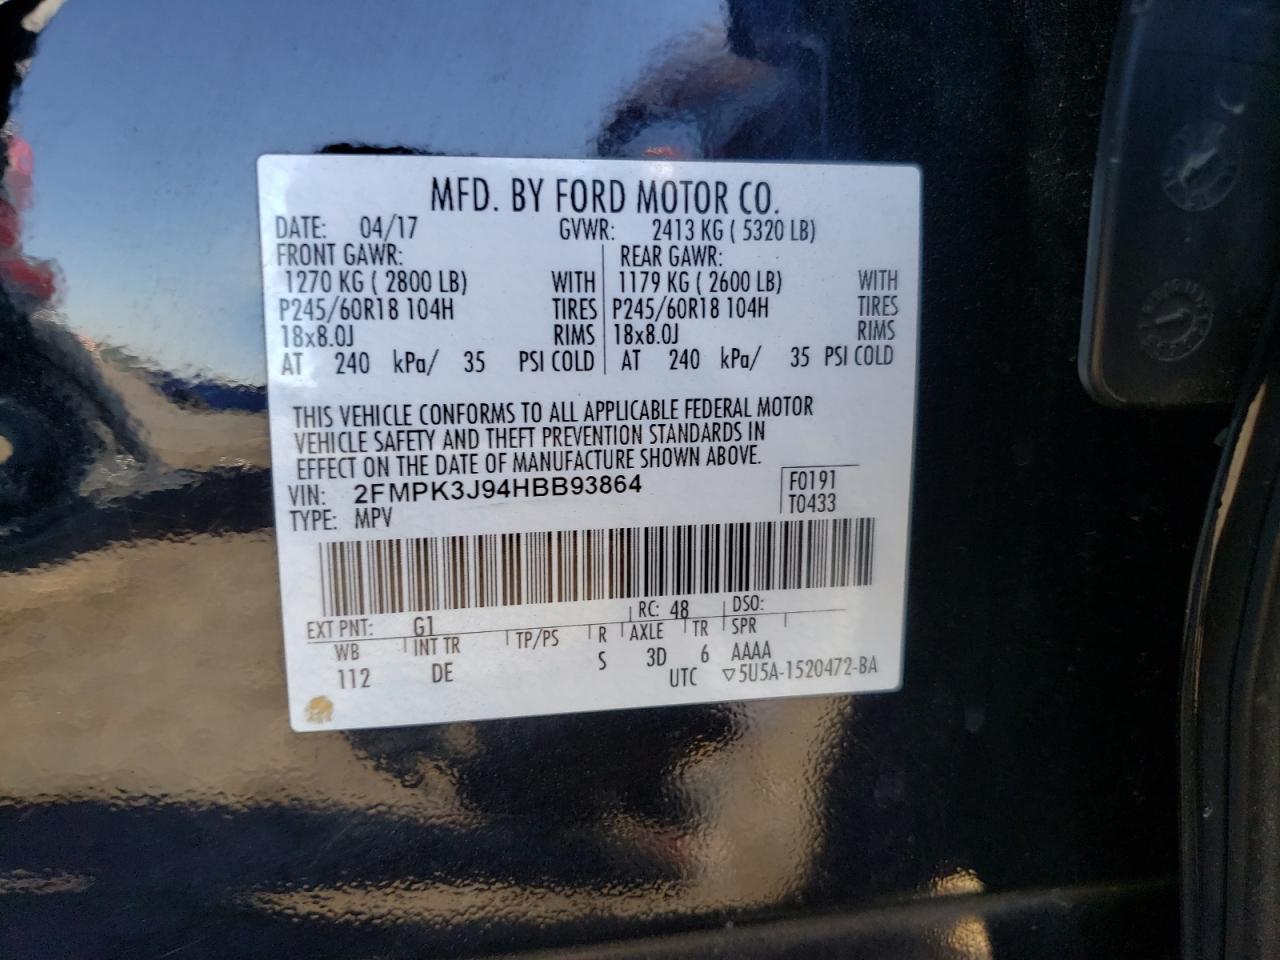 MFD. BY FORD MOTOR CO.
DATE: 04/17 GVWR: 2413 KG ( 5320 LB)
FRONT GAWR: REAR GAWR:
1270 KG ( 2800 LB) WITH 1179 KG ( 2600 LB) WITH
P245/60R18 104H TIRES P245/60R18 104H TIRES
18x8.0J RIMS 18x8.0J RIMS
AT 240 kPa/ 35 PSI COLD AT 240 kPa/ 35 PSI COLD
THIS VEHICLE CONFORMS TO ALL APPLICABLE FEDERAL MOTOR
VEHICLE SAFETY AND THEFT PREVENTION STANDARDS IN
EFFECT ON THE DATE OF MANUFACTURE SHOWN ABOVE.
VIN: 2FMPK3J94HBB93864 F0191
TYPE: MPV T0433
EXT PNT: G1 RC: 48 DSO:
WB INT TR TP/PS R AXLE TR SPR
112 DE S 3D 6 AAAA
UTC ▽5U5A-1520472-BA